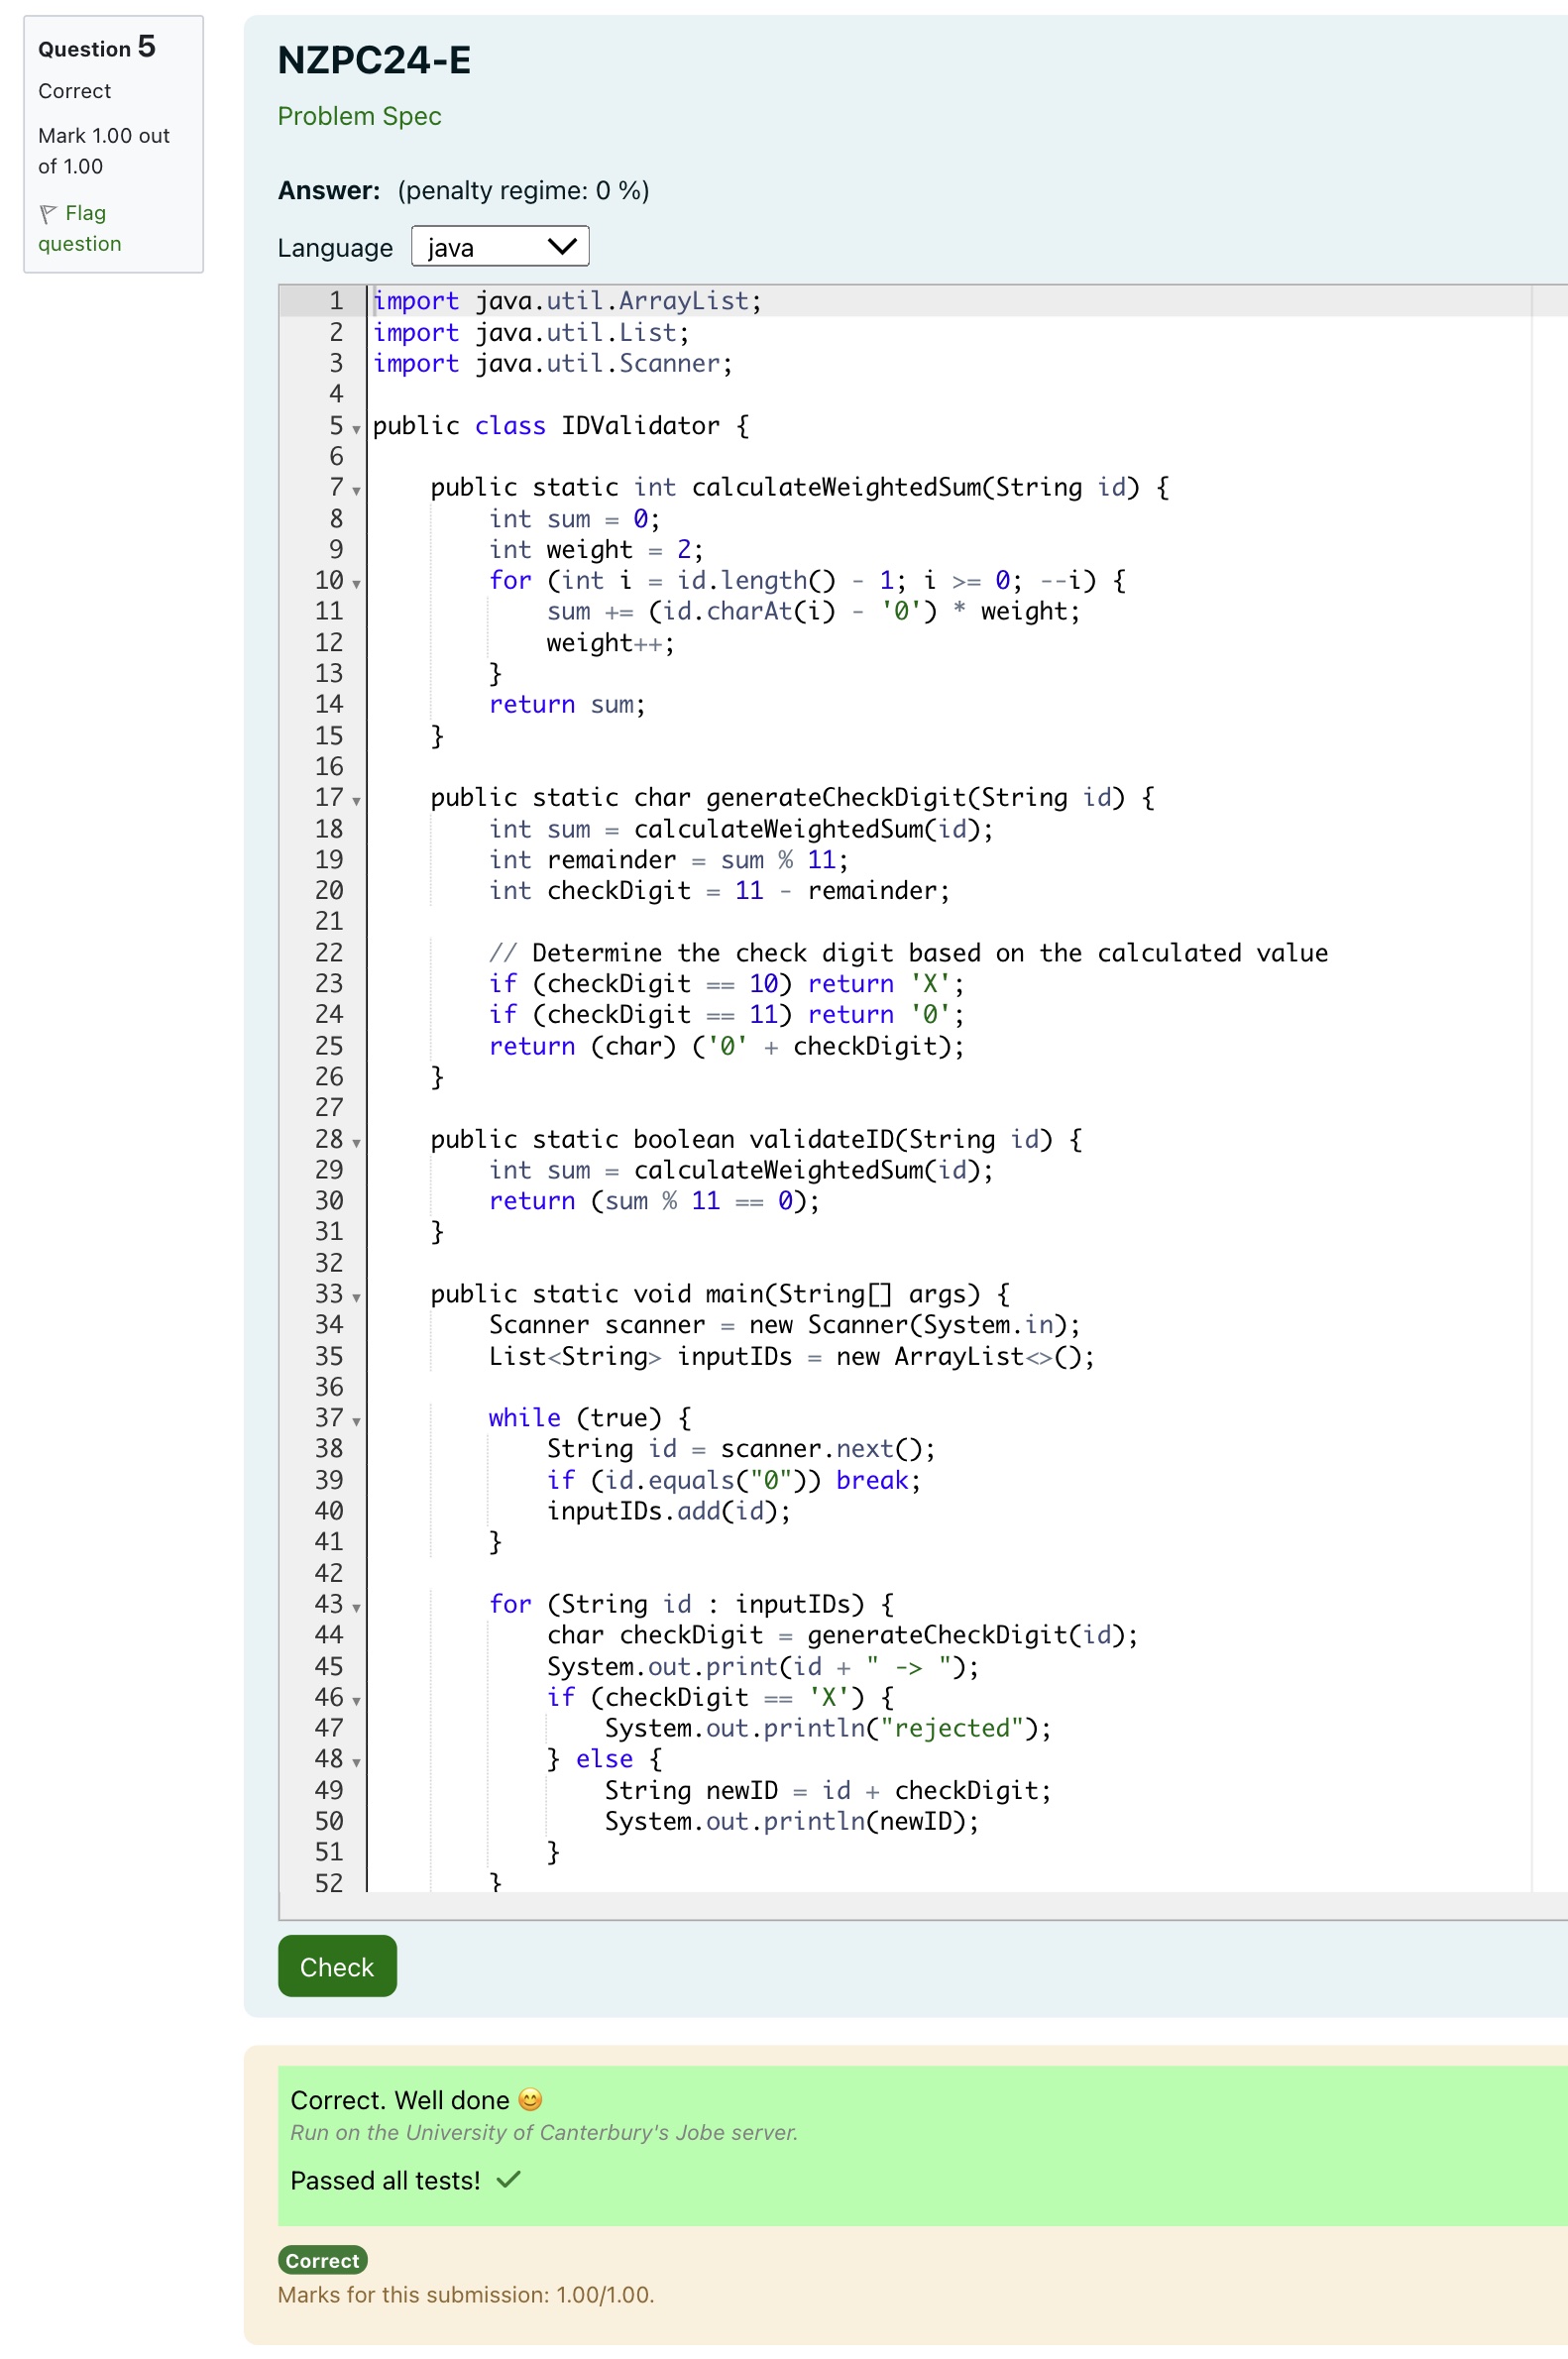 Question 5
Correct
Mark 1.00 out
of 1.00
Flag
question
NZPC24-E
Problem Spec
Answer: (penalty regime: 0 %)
Language java
1 import java.util.ArrayList;
2 import java.util.List;
3 import java.util.Scanner;
4
5 public class IDValidator {
6
7     public static int calculateWeightedSum(String id) {
8         int sum = 0;
9         int weight = 2;
10         for (int i = id.length() - 1; i >= 0; --i) {
11             sum += (id.charAt(i) - '0') * weight;
12             weight++;
13         }
14         return sum;
15     }
16
17     public static char generateCheckDigit(String id) {
18         int sum = calculateWeightedSum(id);
19         int remainder = sum % 11;
20         int checkDigit = 11 - remainder;
21
22         // Determine the check digit based on the calculated value
23         if (checkDigit == 10) return 'X';
24         if (checkDigit == 11) return '0';
25         return (char) ('0' + checkDigit);
26     }
27
28     public static boolean validateID(String id) {
29         int sum = calculateWeightedSum(id);
30         return (sum % 11 == 0);
31     }
32
33     public static void main(String[] args) {
34         Scanner scanner = new Scanner(System.in);
35         List<String> inputIDs = new ArrayList<>();
36
37         while (true) {
38             String id = scanner.next();
39             if (id.equals("0")) break;
40             inputIDs.add(id);
41         }
42
43         for (String id : inputIDs) {
44             char checkDigit = generateCheckDigit(id);
45             System.out.print(id + " -> ");
46             if (checkDigit == 'X') {
47                 System.out.println("rejected");
48             } else {
49                 String newID = id + checkDigit;
50                 System.out.println(newID);
51             }
52         }
Check
Correct. Well done 😊
Run on the University of Canterbury's Jobe server.
Passed all tests! ✓
Correct
Marks for this submission: 1.00/1.00.